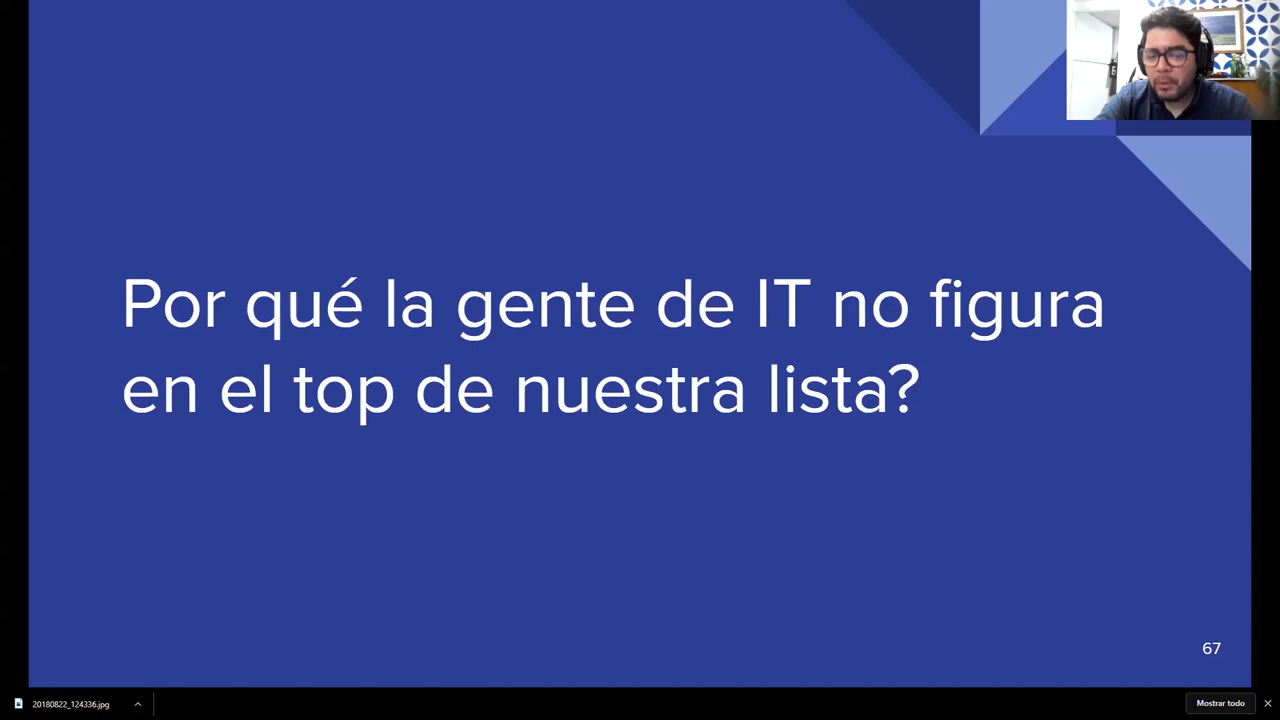 Por qué la gente de IT no figura
en el top de nuestra lista?
67
20180822_124336.jpg
Mostrar todo